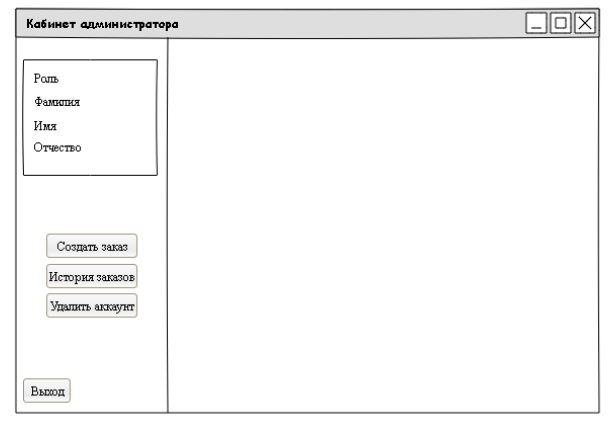 Кабинет администратора
Роль
Фамилия
Имя
Отчество
Создать заказ
История заказов
Удалить аккаунт
Выход